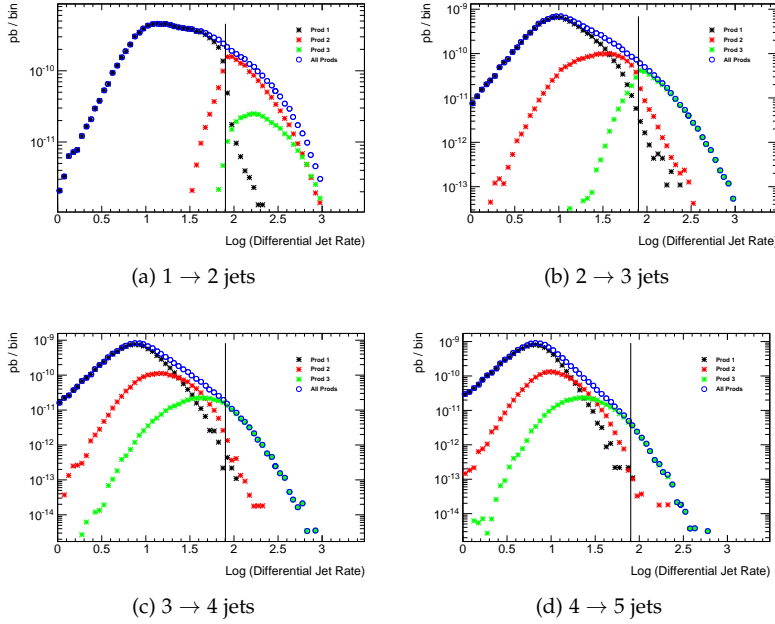 pb / bin
Prod 1
Prod 2
Prod 3
All Prods
10^-10
10^-11
0 0.5 1 1.5 2 2.5 3
Log (Differential Jet Rate)
(a) 1 → 2 jets
pb / bin
Prod 1
Prod 2
Prod 3
All Prods
10^-9
10^-10
10^-11
10^-12
10^-13
0 0.5 1 1.5 2 2.5 3
Log (Differential Jet Rate)
(b) 2 → 3 jets
pb / bin
Prod 1
Prod 2
Prod 3
All Prods
10^-9
10^-10
10^-11
10^-12
10^-13
10^-14
0 0.5 1 1.5 2 2.5 3
Log (Differential Jet Rate)
(c) 3 → 4 jets
pb / bin
Prod 1
Prod 2
Prod 3
All Prods
10^-9
10^-10
10^-11
10^-12
10^-13
10^-14
0 0.5 1 1.5 2 2.5 3
Log (Differential Jet Rate)
(d) 4 → 5 jets